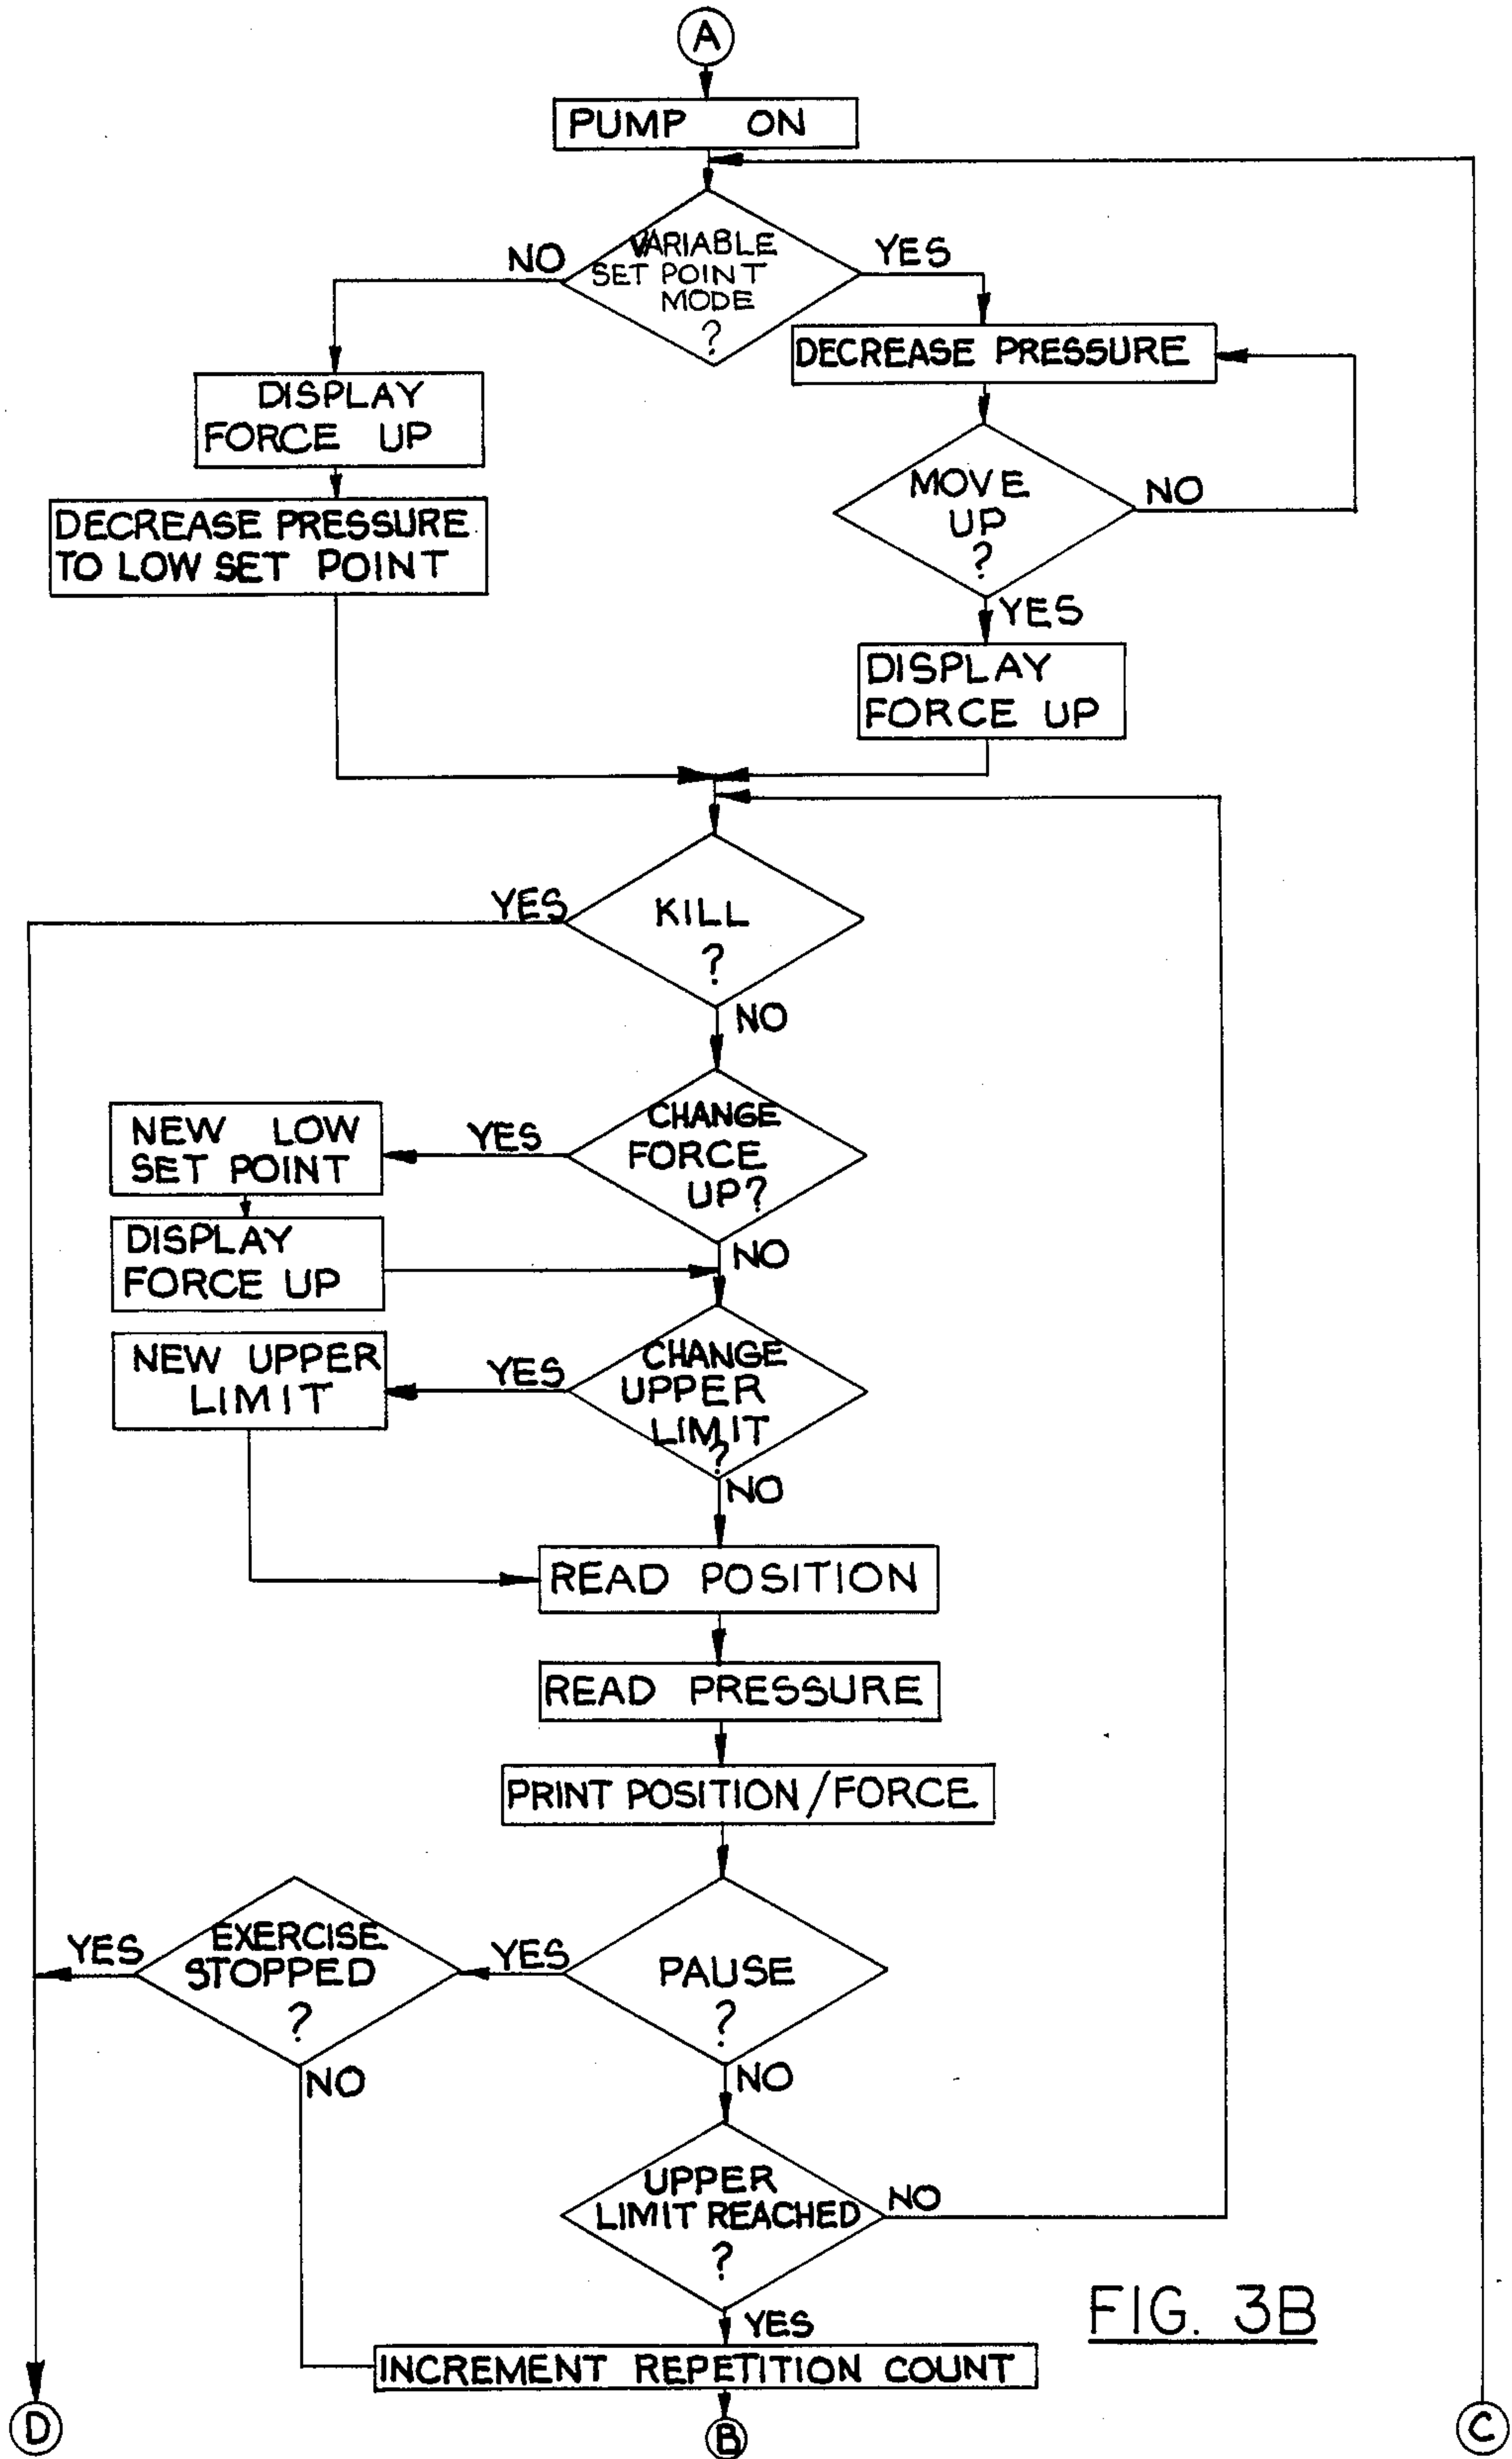 A
PUMP ON
NO
VARIABLE
SET POINT
MODE
?
YES
DECREASE PRESSURE
DISPLAY
FORCE UP
DECREASE PRESSURE
TO LOW SET POINT
MOVE
UP
?
NO
YES
DISPLAY
FORCE UP
YES
KILL
?
NO
NEW LOW
SET POINT
YES
CHANGE
FORCE
UP?
DISPLAY
FORCE UP
NO
NEW UPPER
LIMIT
YES
CHANGE
UPPER
LIMIT
?
NO
READ POSITION
READ PRESSURE
PRINT POSITION/FORCE
YES
EXERCISE
STOPPED
?
YES
PAUSE
?
NO
NO
UPPER
LIMIT REACHED
?
NO
YES
INCREMENT REPETITION COUNT
FIG. 3B
D
B
C